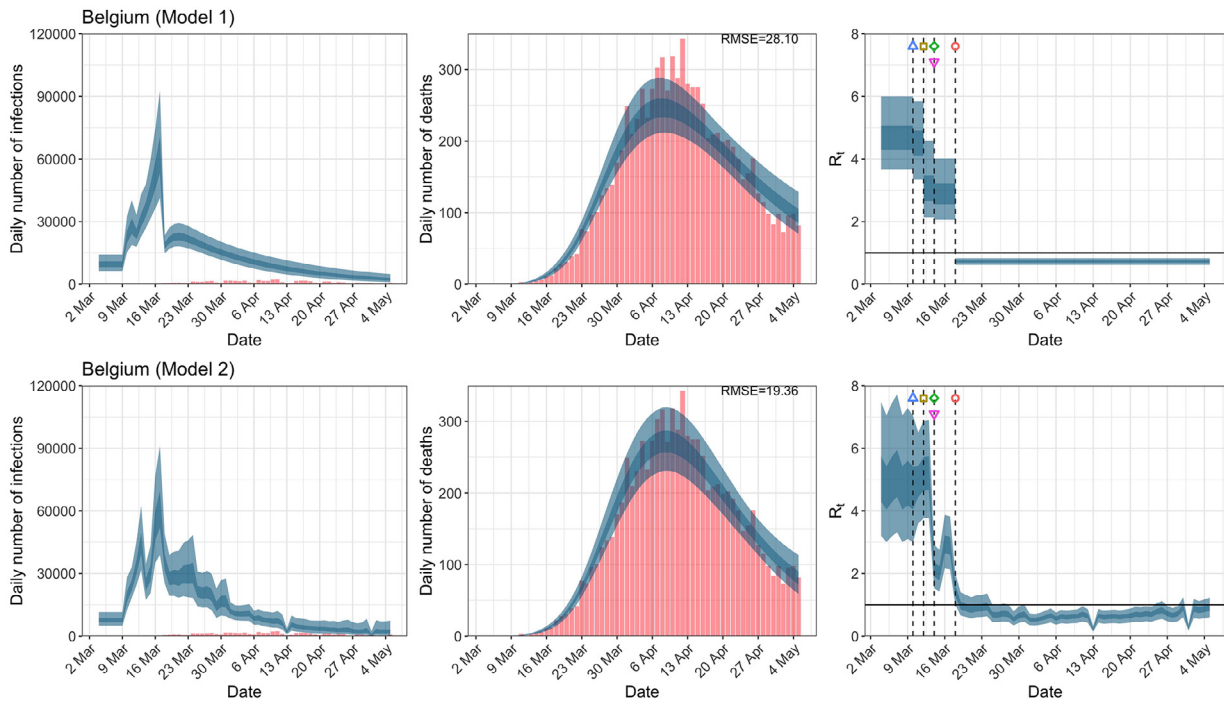 Belgium (Model 1)
Daily number of infections
120000
90000
60000
30000
0
2 Mar
9 Mar
16 Mar
23 Mar
30 Mar
6 Apr
13 Apr
20 Apr
27 Apr
4 May
Date
Daily number of deaths
RMSE=28.10
300
200
100
0
2 Mar
9 Mar
16 Mar
23 Mar
30 Mar
6 Apr
13 Apr
20 Apr
27 Apr
4 May
Date
Rt
8
6
4
2
0
2 Mar
9 Mar
16 Mar
23 Mar
30 Mar
6 Apr
13 Apr
20 Apr
27 Apr
4 May
Date
Belgium (Model 2)
Daily number of infections
120000
90000
60000
30000
0
2 Mar
9 Mar
16 Mar
23 Mar
30 Mar
6 Apr
13 Apr
20 Apr
27 Apr
4 May
Date
Daily number of deaths
RMSE=19.36
300
200
100
0
2 Mar
9 Mar
16 Mar
23 Mar
30 Mar
6 Apr
13 Apr
20 Apr
27 Apr
4 May
Date
Rt
8
6
4
2
0
2 Mar
9 Mar
16 Mar
23 Mar
30 Mar
6 Apr
13 Apr
20 Apr
27 Apr
4 May
Date